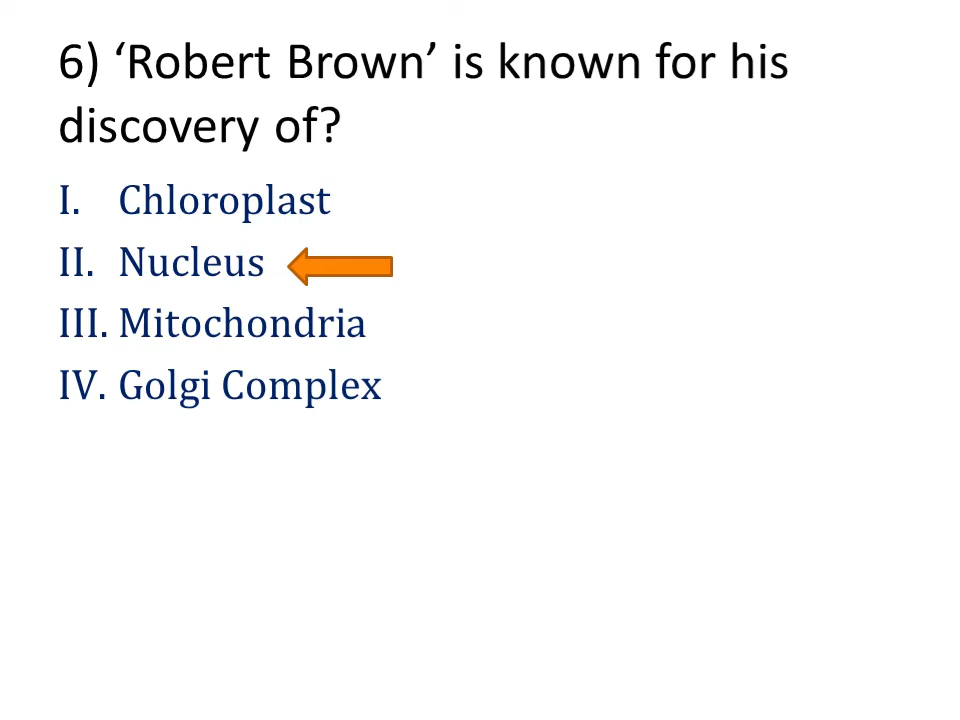 6) ‘Robert Brown’ is known for his
discovery of?
I. Chloroplast
II. Nucleus
III. Mitochondria
IV. Golgi Complex